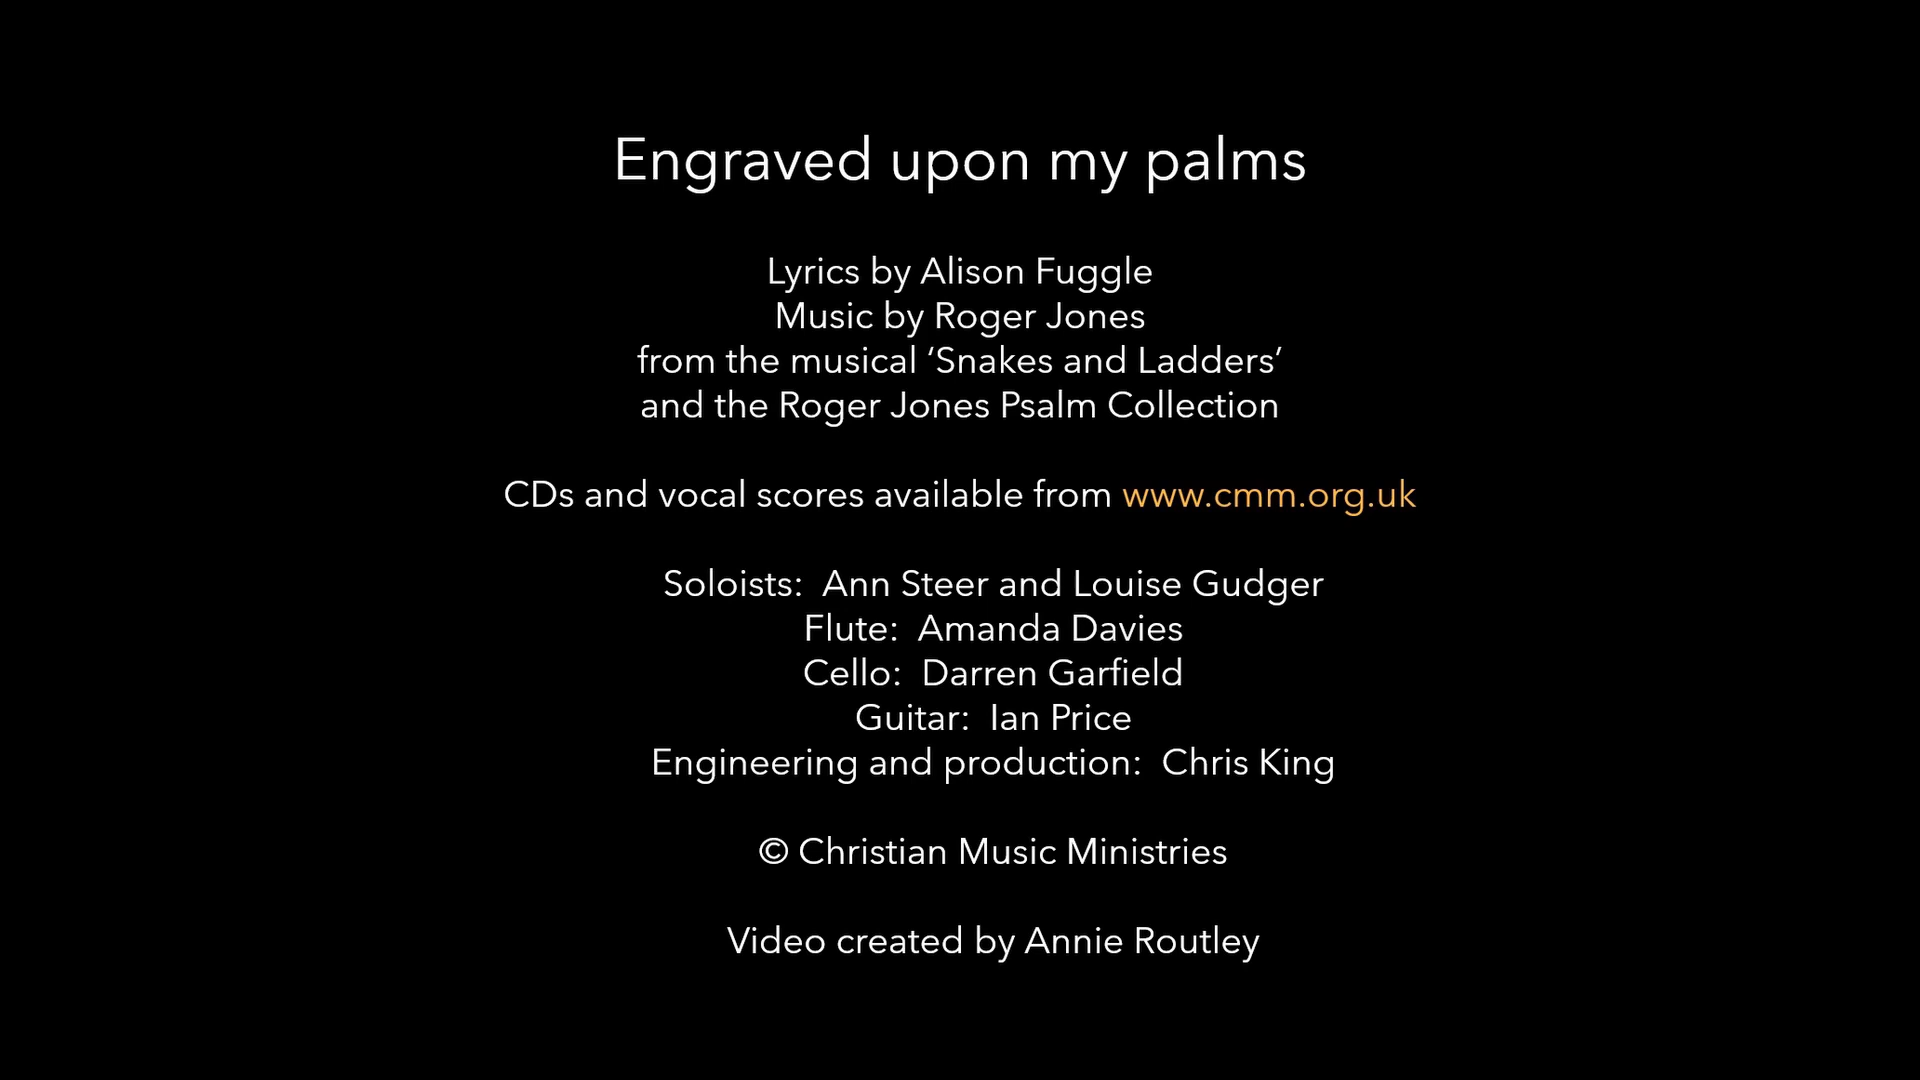 Engraved upon my palms
Lyrics by Alison Fuggle
Music by Roger Jones
from the musical ‘Snakes and Ladders’
and the Roger Jones Psalm Collection
CDs and vocal scores available from www.cmm.org.uk
Soloists:  Ann Steer and Louise Gudger
Flute:  Amanda Davies
Cello:  Darren Garfield
Guitar:  Ian Price
Engineering and production:  Chris King
© Christian Music Ministries
Video created by Annie Routley